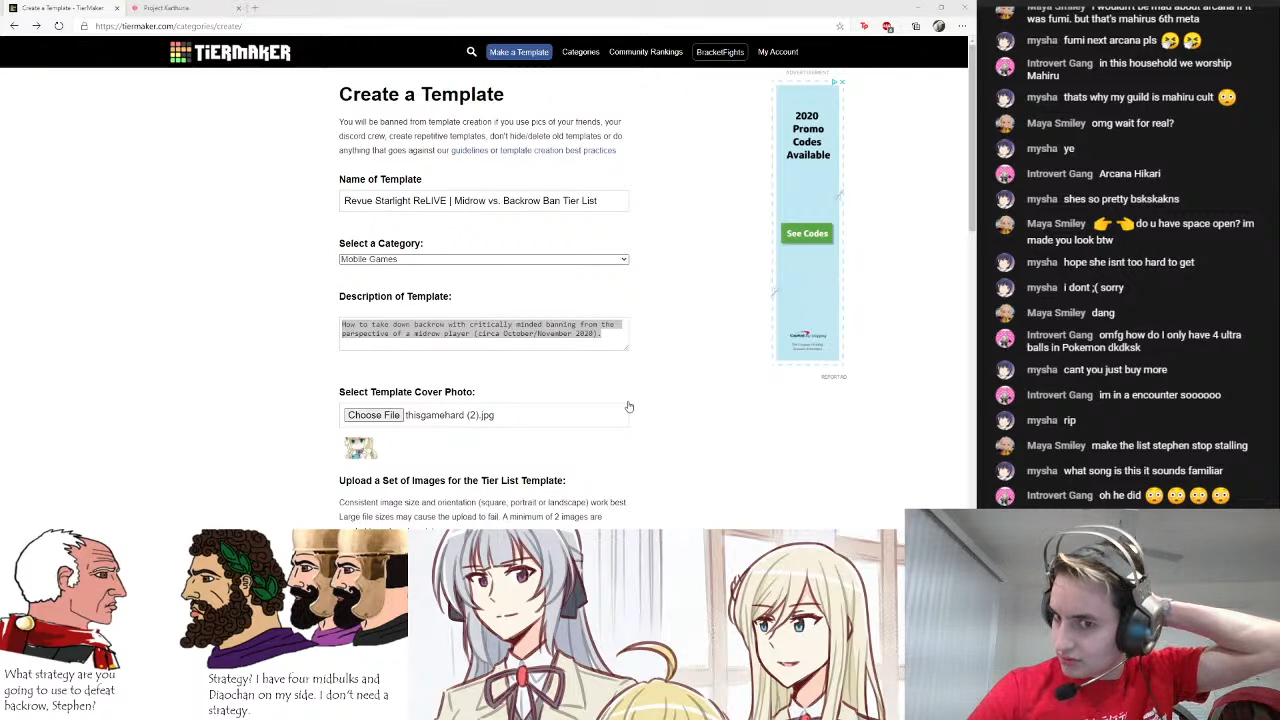 Create a Template - TierMaker
Project Karthuria
https://tiermaker.com/categories/create/
TIERMAKER
Make a Template
Categories
Community Rankings
BracketFights
My Account
Create a Template
You will be banned from template creation if you use pics of your friends, your
discord crew, create repetitive templates, don't hide/delete old templates or do
anything that goes against our guidelines or template creation best practices
Name of Template
Revue Starlight ReLIVE | Midrow vs. Backrow Ban Tier List
Select a Category:
Mobile Games
Description of Template:
How to take down backrow with critically minded banning from the
perspective of a midrow player (circa October/November 2020).
Select Template Cover Photo:
Choose File thisgamehard (2).jpg
Upload a Set of Images for the Tier List Template:
Consistent image size and orientation (square, portrait or landscape) work best
Large file sizes may cause the upload to fail. A minimum of 2 images are
ADVERTISEMENT
2020
Promo
Codes
Available
See Codes
REPORT AD
Maya Smiley I wouldn't be mad about arcana if it
was fumi. but that's mahirus 6th meta
mysha fumi next arcana pls
Introvert Gang in this household we worship
Mahiru
mysha thats why my guild is mahiru cult
Maya Smiley omg wait for real?
mysha ye
Introvert Gang Arcana Hikari
mysha shes so pretty bskskakns
Maya Smiley do u have space open? im
made you look btw
mysha hope she isnt too hard to get
mysha i dont ;( sorry
Maya Smiley dang
Introvert Gang omfg how do I only have 4 ultra
balls in Pokemon dkdksk
mysha cant you just buy more
Introvert Gang im in a encounter soooooo
mysha rip
Maya Smiley make the list stephen stop stalling
mysha what song is this it sounds familiar
Introvert Gang oh he did
What strategy are you
going to use to defeat
backrow, Stephen?
Strategy? I have four midbulks and
Diaochan on my side. I don't need a
strategy.